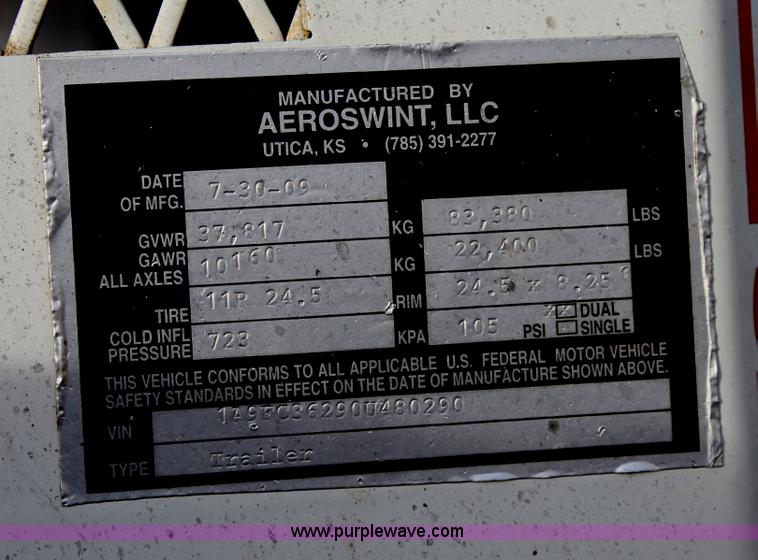 MANUFACTURED BY
AEROSWINT, LLC
UTICA, KS • (785) 391-2277
DATE OF MFG. 7-30-09
GVWR 37,817 KG 83,380 LBS
GAWR ALL AXLES 10160 KG 22,400 LBS
TIRE 11R 24.5 RIM 24.5 x 8.25
COLD INFL PRESSURE 723 KPA 105 PSI XX DUAL
SINGLE
THIS VEHICLE CONFORMS TO ALL APPLICABLE U.S. FEDERAL MOTOR VEHICLE
SAFETY STANDARDS IN EFFECT ON THE DATE OF MANUFACTURE SHOWN ABOVE.
VIN 1A9FC36290U480290
TYPE Trailer
www.purplewave.com